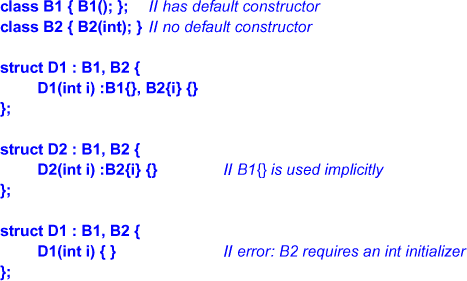 class B1 { B1(); }; // has default constructor
class B2 { B2(int); } // no default constructor
struct D1 : B1, B2 {
D1(int i) :B1{}, B2{i} {}
};
struct D2 : B1, B2 {
D2(int i) :B2{i} {} // B1{} is used implicitly
};
struct D1 : B1, B2 {
D1(int i) { } // error: B2 requires an int initializer
};